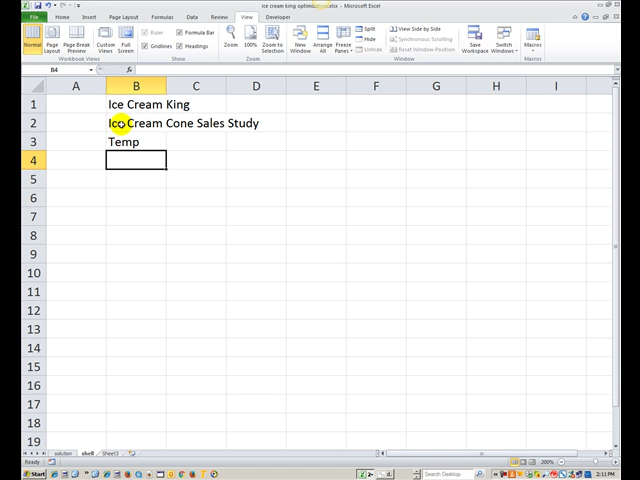 ice cream king optimization.xlsx - Microsoft Excel
File Home Insert Page Layout Formulas Data Review View Developer
Normal Page Layout Page Break Preview Custom Views Full Screen
Workbook Views
Ruler Formula Bar
Gridlines Headings
Show
Zoom 100% Zoom to Selection
Zoom
New Window Arrange All Freeze Panes
Split
Hide
Unhide
View Side by Side
Synchronous Scrolling
Reset Window Position
Window
Save Workspace Switch Windows
Macros
Macros
B4 fx
A B C D E F G H I
1 Ice Cream King
2 Ice Cream Cone Sales Study
3 Temp
4
5
6
7
8
9
10
11
12
13
14
15
16
17
18
19
solution shell Sheet3
Ready 200%
Start Search Desktop 2:11 PM